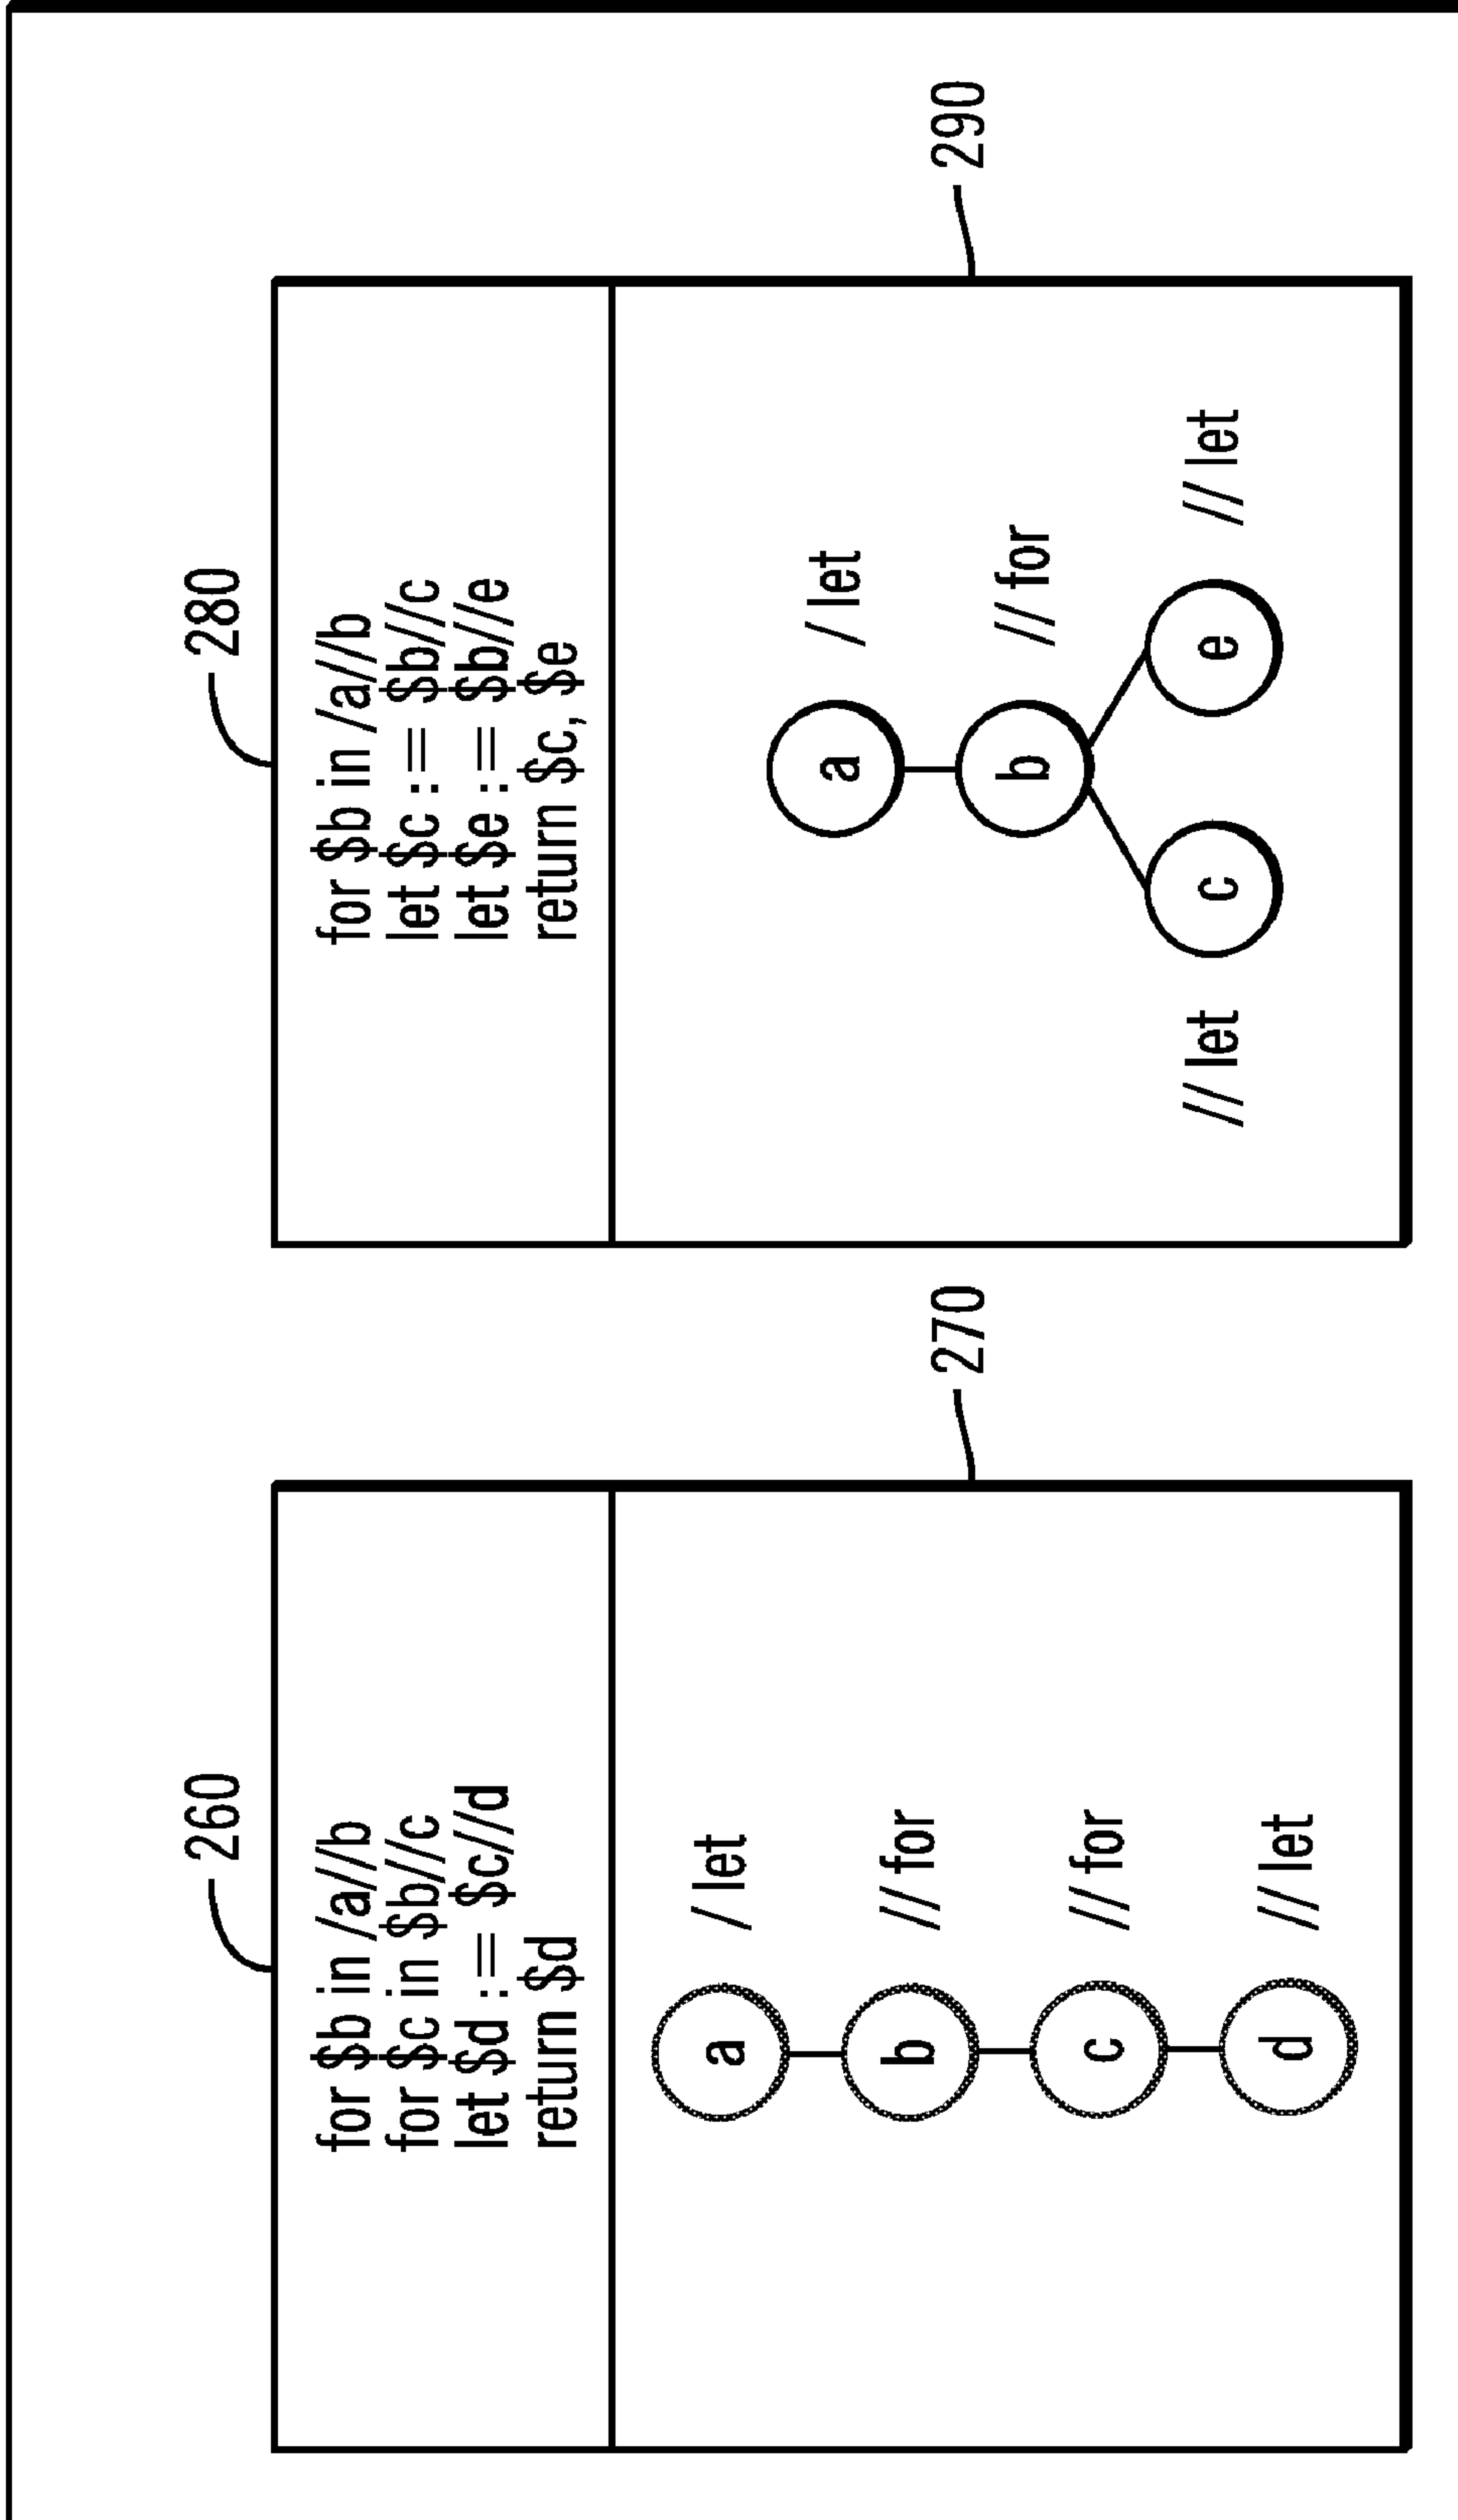 260
for $b in /a//b
for $c in $b//c
let $d := $c//d
return $d
270
a
/ let
b
// for
c
// for
d
// let
280
for $b in /a//b
let $c := $b//c
let $e := $b//e
return $c, $e
290
a
/ let
b
// for
// let
c
e
// let